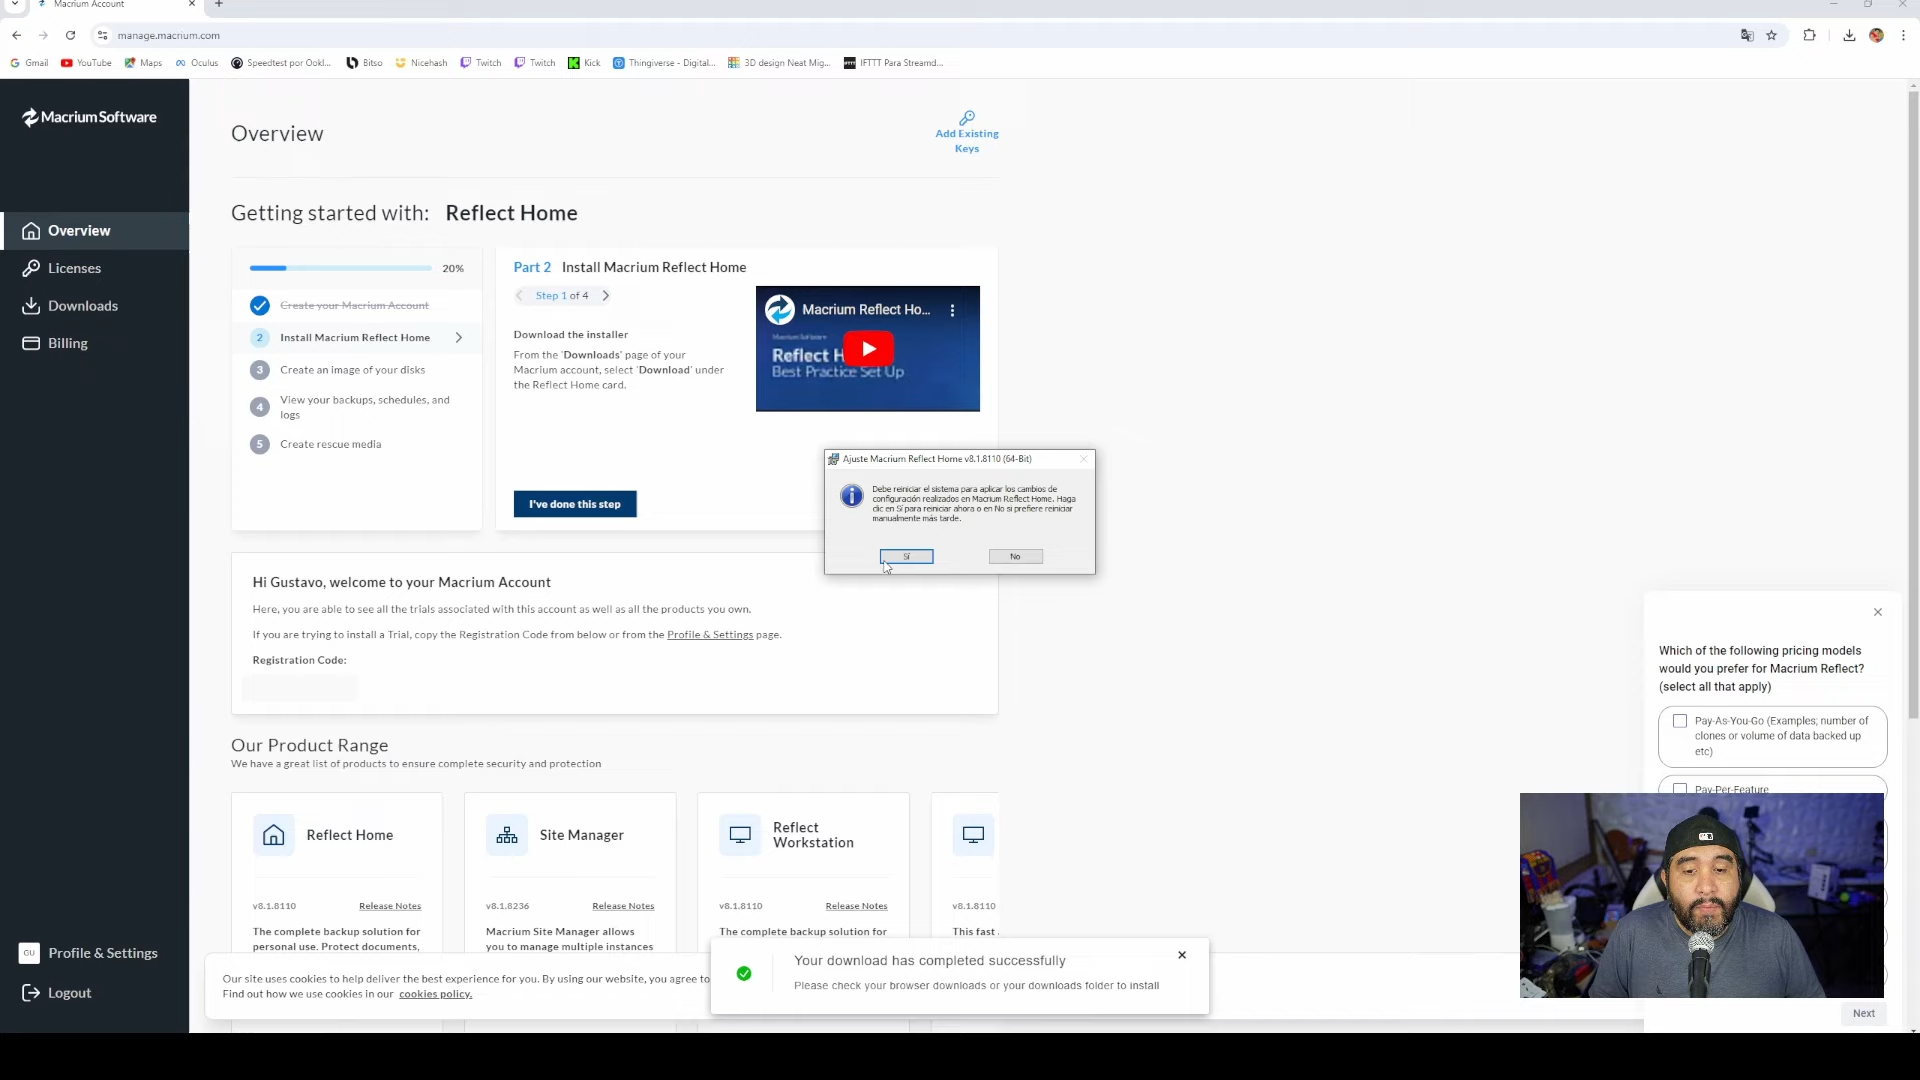 Macrium Account
manage.macrium.com
Gmail
YouTube
Maps
Oculus
Speedtest por Ookl...
Bitso
Nicehash
Twitch
Twitch
Kick
Thingiverse - Digital...
3D design Neat Mig...
IFTTT Para Streamd...
Macrium Software
Overview
Licenses
Downloads
Billing
GU
Profile & Settings
Logout
Overview
Add Existing
Keys
Getting started with: Reflect Home
20%
Create your Macrium Account
2
Install Macrium Reflect Home
3
Create an image of your disks
4
View your backups, schedules, and
logs
5
Create rescue media
Part 2 Install Macrium Reflect Home
Step 1 of 4
Download the installer
From the 'Downloads' page of your
Macrium account, select 'Download' under
the Reflect Home card.
Macrium Reflect Ho...
Macrium Software
Reflect H
Best Practice Set Up
I've done this step
Ajuste Macrium Reflect Home v8.1.8110 (64-Bit)
Debe reiniciar el sistema para aplicar los cambios de
configuración realizados en Macrium Reflect Home. Haga
clic en Sí para reiniciar ahora o en No si prefiere reiniciar
manualmente más tarde.
Sí
No
Hi Gustavo, welcome to your Macrium Account
Here, you are able to see all the trials associated with this account as well as all the products you own.
If you are trying to install a Trial, copy the Registration Code from below or from the Profile & Settings page.
Registration Code:
Our Product Range
We have a great list of products to ensure complete security and protection
Reflect Home
v8.1.8110
Release Notes
The complete backup solution for
personal use. Protect documents,
Site Manager
v8.1.8236
Release Notes
Macrium Site Manager allows
you to manage multiple instances
Reflect
Workstation
v8.1.8110
Release Notes
The complete backup solution for
v8.1.8110
This fast
Our site uses cookies to help deliver the best experience for you. By using our website, you agree to
Find out how we use cookies in our cookies policy.
Your download has completed successfully
Please check your browser downloads or your downloads folder to install
Which of the following pricing models
would you prefer for Macrium Reflect?
(select all that apply)
Pay-As-You-Go (Examples; number of
clones or volume of data backed up
etc)
Pay-Per-Feature
Next